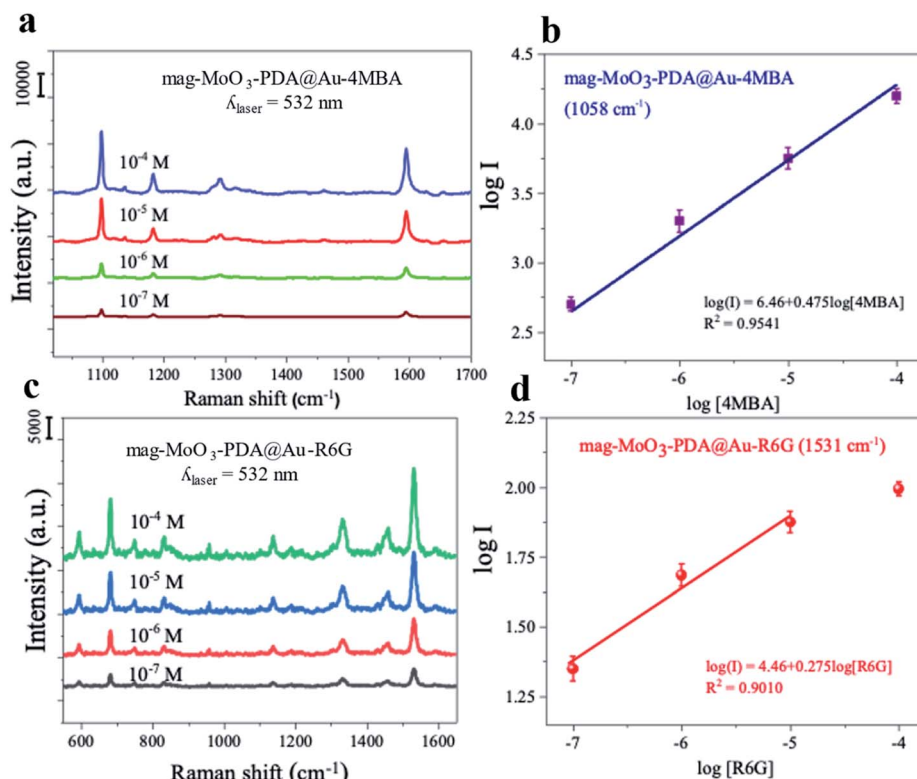 a
10000
Intensity (a.u.)
mag-MoO₃-PDA@Au-4MBA
ʎlaser = 532 nm
10⁻⁴ M
10⁻⁵ M
10⁻⁶ M
10⁻⁷ M
1100 1200 1300 1400 1500 1600 1700
Raman shift (cm⁻¹)
b
log I
4.5
4.0
3.5
3.0
2.5
mag-MoO₃-PDA@Au-4MBA
(1058 cm⁻¹)
log(I) = 6.46+0.475log[4MBA]
R² = 0.9541
-7 -6 -5 -4
log [4MBA]
c
5000
Intensity (a.u.)
mag-MoO₃-PDA@Au-R6G
ʎlaser = 532 nm
10⁻⁴ M
10⁻⁵ M
10⁻⁶ M
10⁻⁷ M
600 800 1000 1200 1400 1600
Raman shift (cm⁻¹)
d
log I
2.25
2.00
1.75
1.50
1.25
mag-MoO₃-PDA@Au-R6G (1531 cm⁻¹)
log(I) = 4.46+0.275log[R6G]
R² = 0.9010
-7 -6 -5 -4
log [R6G]